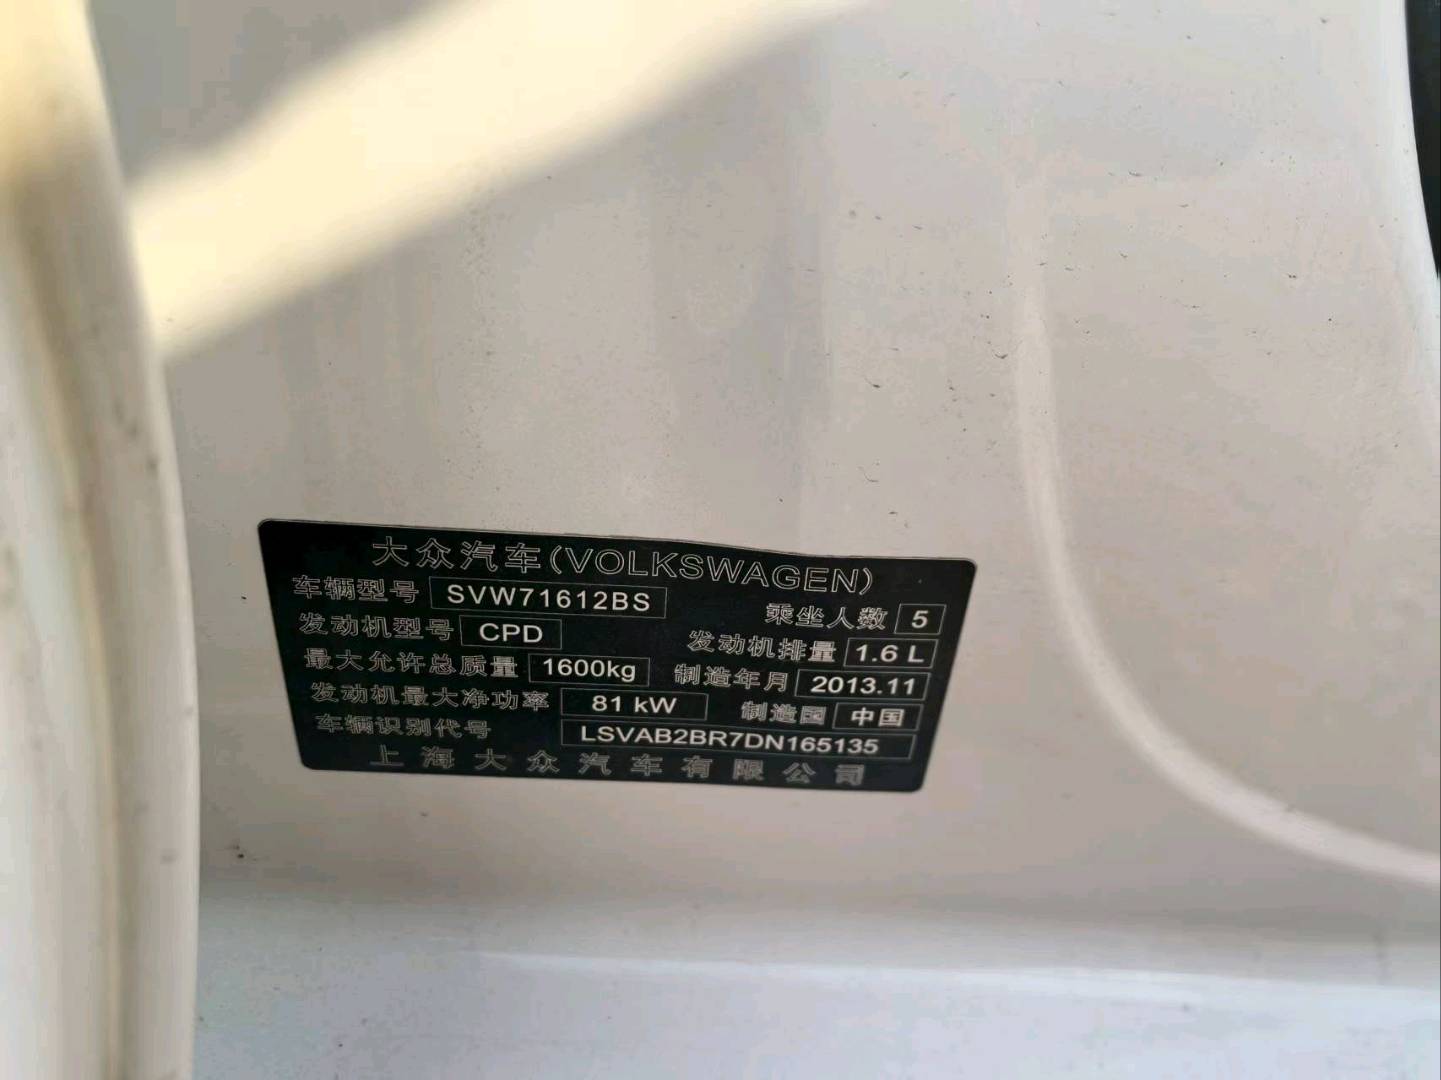 大众汽车(VOLKSWAGEN)
车辆型号 SVW71612BS 乘坐人数 5
发动机型号 CPD 发动机排量 1.6 L
最大允许总质量 1600kg 制造年月 2013.11
发动机最大净功率 81 kW 制造国 中国
车辆识别代号 LSVAB2BR7DN165135
上海大众汽车有限公司